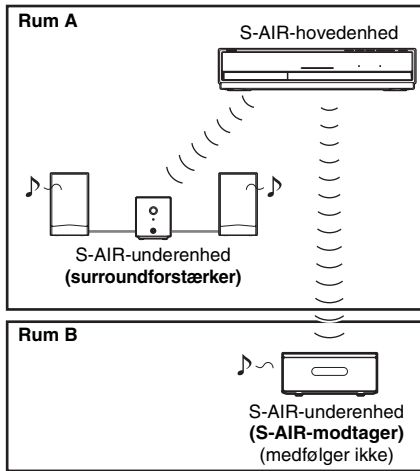 Rum A
S-AIR-hovedenhed
S-AIR-underenhed
(surroundforstærker)
Rum B
S-AIR-underenhed
(S-AIR-modtager)
(medfølger ikke)